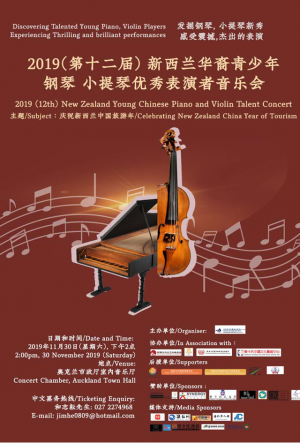 Discovering Talented Young Piano, Violin Players
Experiencing Thrilling and brilliant performances
发掘钢琴, 小提琴新秀
感受震撼,杰出的表演
2019(第十二届) 新西兰华裔青少年
钢琴 小提琴优秀表演者音乐会
2019 (12th) New Zealand Young Chinese Piano and Violin Talent Concert
主题/Subject: 庆祝新西兰中国旅游年/Celebrating New Zealand China Year of Tourism
日期和时间/Date and Time:
2019年11月30日(星期六), 下午2点
2:00pm, 30 November 2019 (Saturday)
地点/Venue:
奥克兰市政厅室内音乐厅
Concert Chamber, Auckland Town Hall
中文票务热线/Ticketing Enquiry:
和志耘先生: 027 2274968
E-mail: jimhe0809@hotmail.com
主办单位/Organiser:
协办单位/In Association with:
后援单位/Supporters
赞助单位/Sponsors:
媒体支持/Media Sponsors